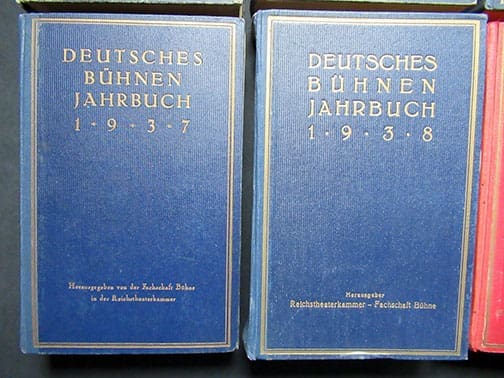 DEUTSCHES
BÜHNEN
JAHRBUCH
1 · 9 · 3 · 7
Herausgegeben von der Fachschaft Bühne
in der Reichstheaterkammer
DEUTSCHES
BÜHNEN
JAHRBUCH
1 · 9 · 3 · 8
Herausgeber
Reichstheaterkammer – Fachschaft Bühne